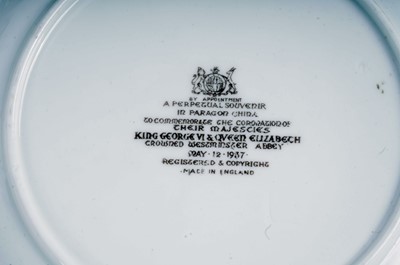 BY APPOINTMENT
A PERPETUAL SOUVENIR
IN PARAGON CHINA
TO COMMEMORATE THE CORONATION OF
THEIR MAJESTIES
KING GEORGE VI & QVEEN ELIZABETH
CROWNED WESTMINSTER ABBEY
MAY · 12 · 1937
REGISTERED & COPYRIGHT
· MADE IN ENGLAND